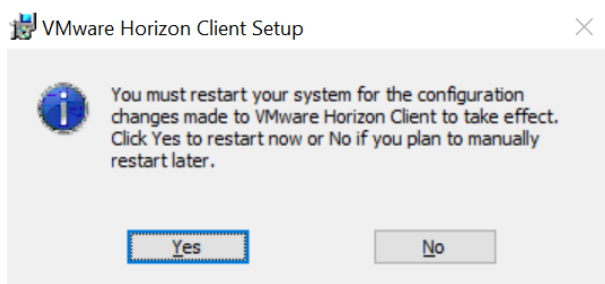 VMware Horizon Client Setup
You must restart your system for the configuration
changes made to VMware Horizon Client to take effect.
Click Yes to restart now or No if you plan to manually
restart later.
Yes
No